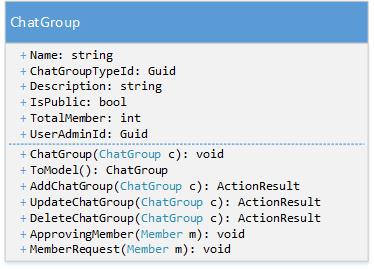 ChatGroup
+ Name: string
+ ChatGroupTypeId: Guid
+ Description: string
+ IsPublic: bool
+ TotalMember: int
+ UserAdminId: Guid
+ ChatGroup(ChatGroup c): void
+ ToModel(): ChatGroup
+ AddChatGroup(ChatGroup c): ActionResult
+ UpdateChatGroup(ChatGroup c): ActionResult
+ DeleteChatGroup(ChatGroup c): ActionResult
+ ApprovingMember(Member m): void
+ MemberRequest(Member m): void